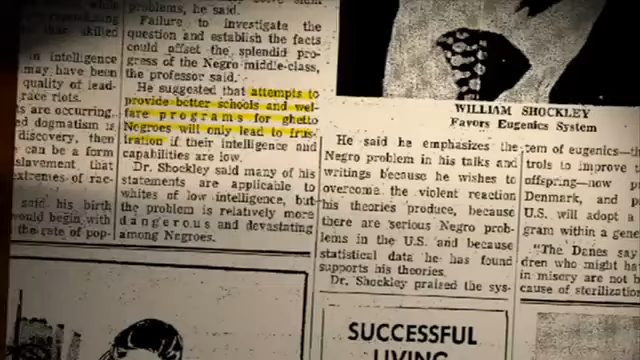 problems, he said.
Failure to investigate the
question and establish the facts
could offset the splendid pro-
gress of the Negro middle-class,
the professor said.
He suggested that attempts to
provide better schools and wel-
fare programs for ghetto
Negroes will only lead to frus-
tration if their intelligence and
capabilities are low.
Dr. Shockley said many of his
statements are applicable to
whites of low intelligence, but
the problem is relatively more
dangerous and devastating
among Negroes.
that skilled
in intelligence
may have been
quality of lead-
race riots.
ts are occurring,
ed dogmatism is
discovery, then
can be a form
slavement that
extremes of rac-
said his birth
would begin with
the rate of pop-
WILLIAM SHOCKLEY
Favors Eugenics System
He said he emphasizes the
Negro problem in his talks and
writings because he wishes to
overcome the violent reaction
his theories produce, because
there are serious Negro prob-
lems in the U.S. and because
statistical data he has found
supports his theories.
Dr. Shockley praised the sys-
tem of eugenics—th
trols to improve t
offspring—now p
Denmark, and p
U.S. will adopt a
gram within a gene
"The Danes say
dren who might ha
in misery are not b
cause of sterilization
SUCCESSFUL
LIVING